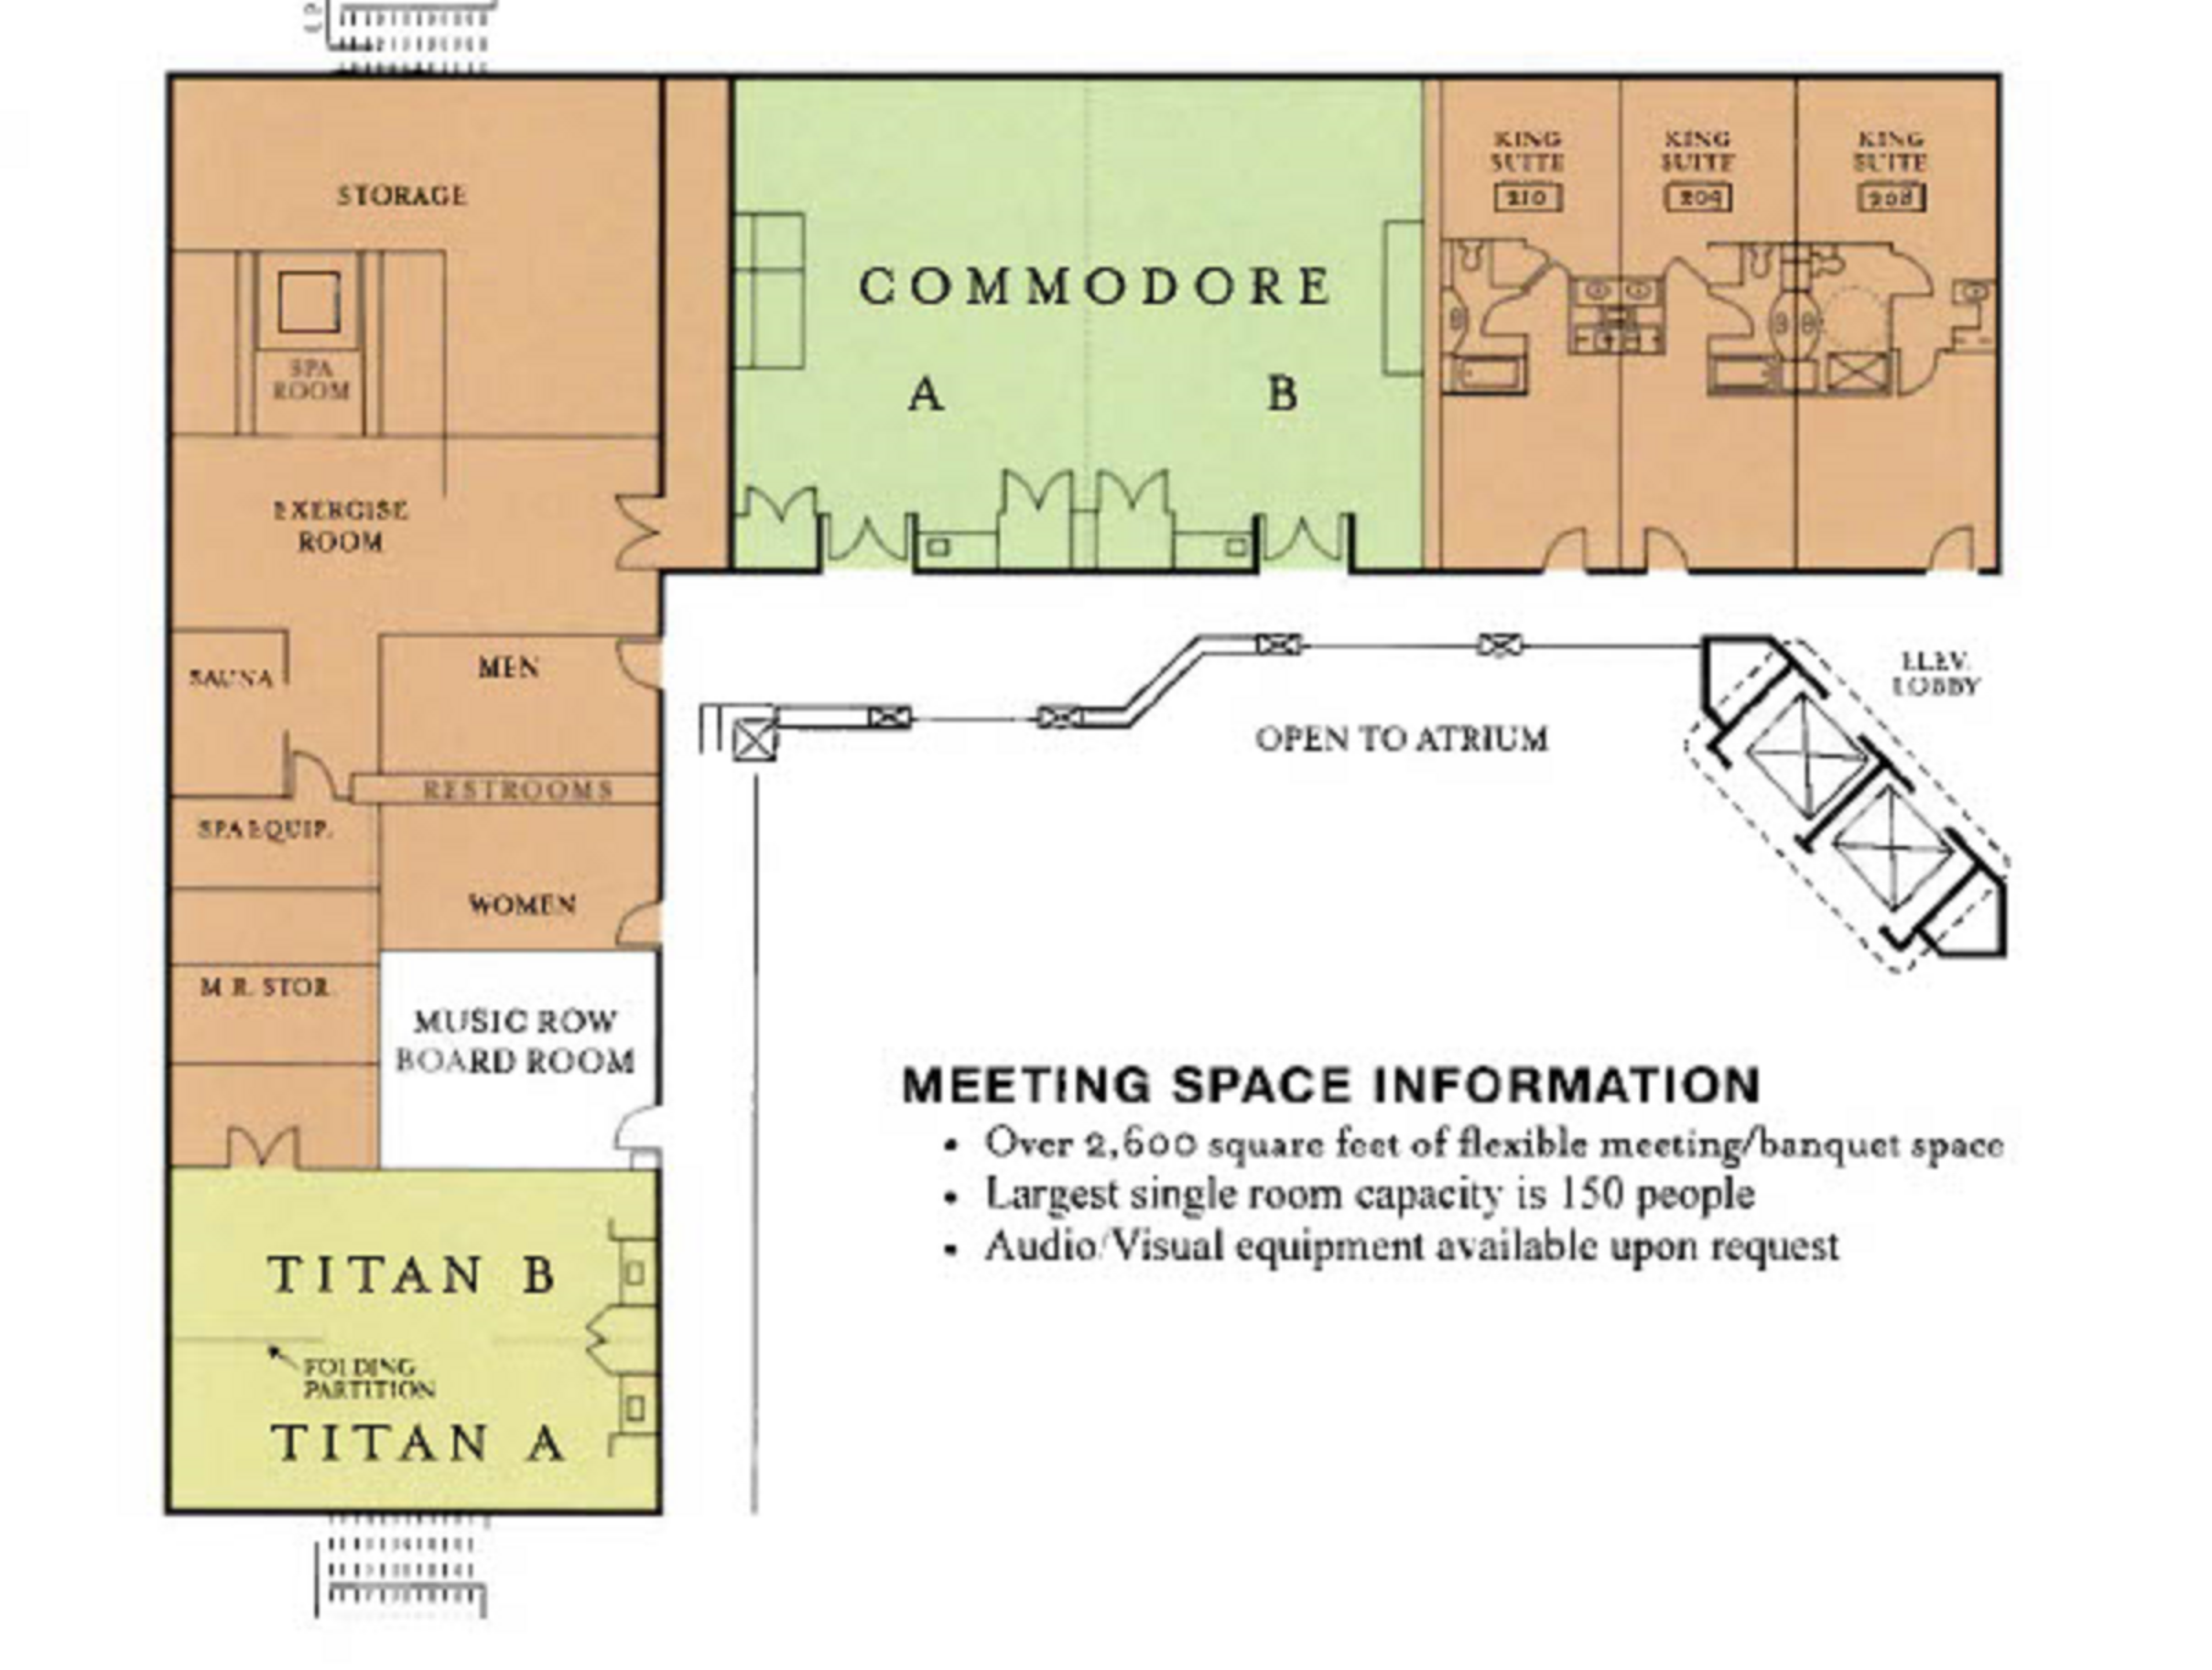 STORAGE
KING
SUITE
210
KING
SUITE
209
KING
SUITE
208
COMMODORE
A
B
SPA
ROOM
EXERCISE
ROOM
SAUNA
MEN
RESTROOMS
SPA EQUIP.
WOMEN
M.R. STOR.
MUSIC ROW
BOARD ROOM
ELEV.
LOBBY
OPEN TO ATRIUM
MEETING SPACE INFORMATION
• Over 2,600 square feet of flexible meeting/banquet space
• Largest single room capacity is 150 people
• Audio/Visual equipment available upon request
TITAN B
FOLDING
PARTITION
TITAN A